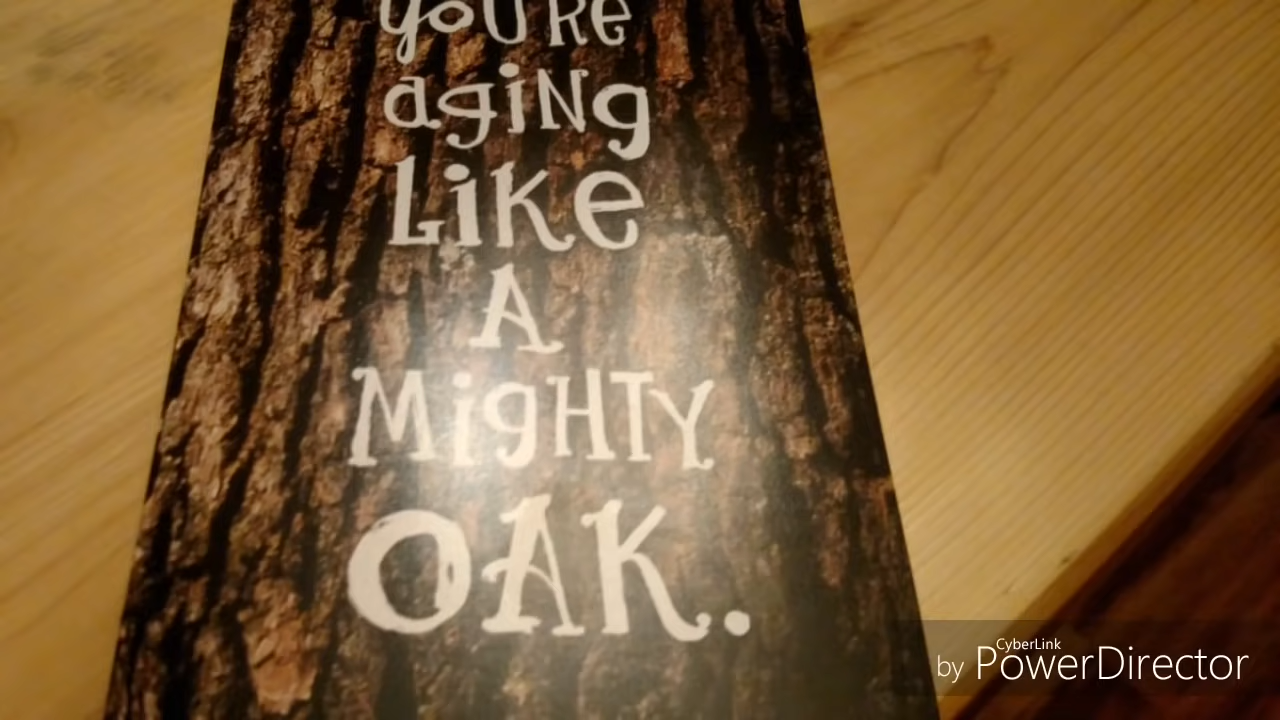 You're
aging
Like
A
MigHTY
OAK.
CyberLink
by PowerDirector